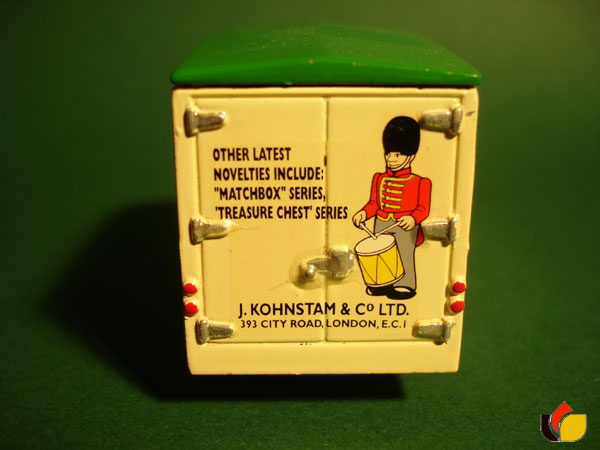 OTHER LATEST
NOVELTIES INCLUDE:
"MATCHBOX" SERIES,
'TREASURE CHEST' SERIES
J. KOHNSTAM & Cº LTD.
393 CITY ROAD, LONDON, E.C.1